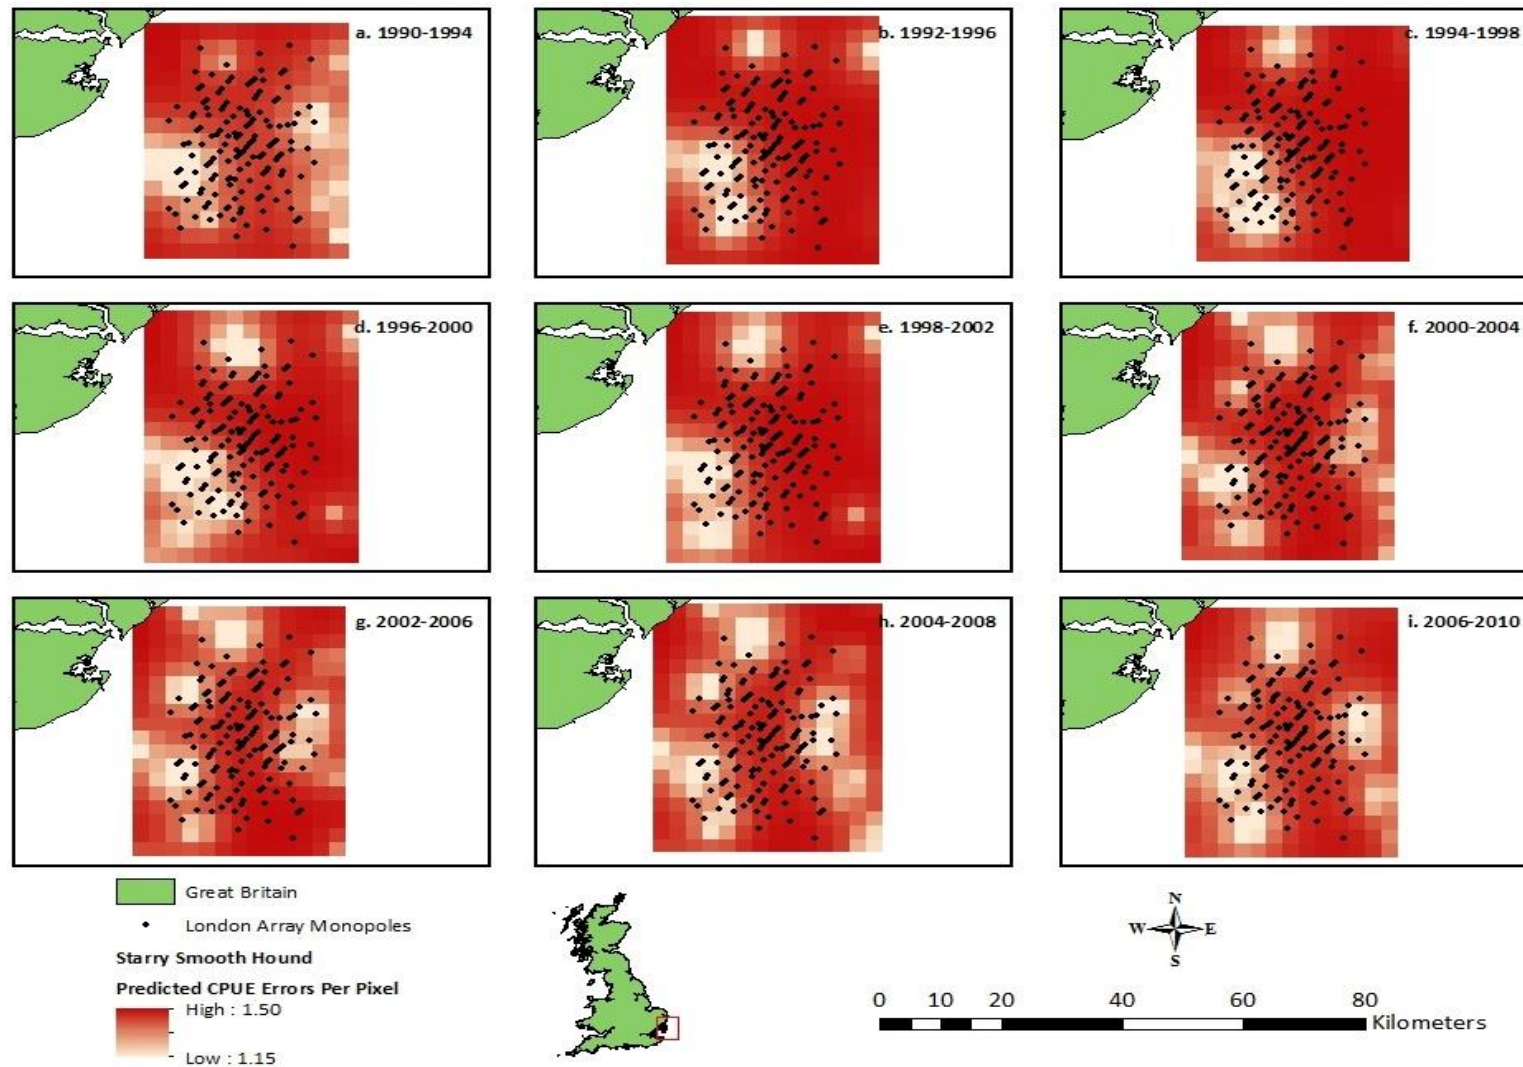 a. 1990-1994
b. 1992-1996
c. 1994-1998
d. 1996-2000
e. 1998-2002
f. 2000-2004
g. 2002-2006
h. 2004-2008
i. 2006-2010
Great Britain
London Array Monopoles
Starry Smooth Hound
Predicted CPUE Errors Per Pixel
High : 1.50
Low : 1.15
N
W E
S
0 10 20 40 60 80
Kilometers